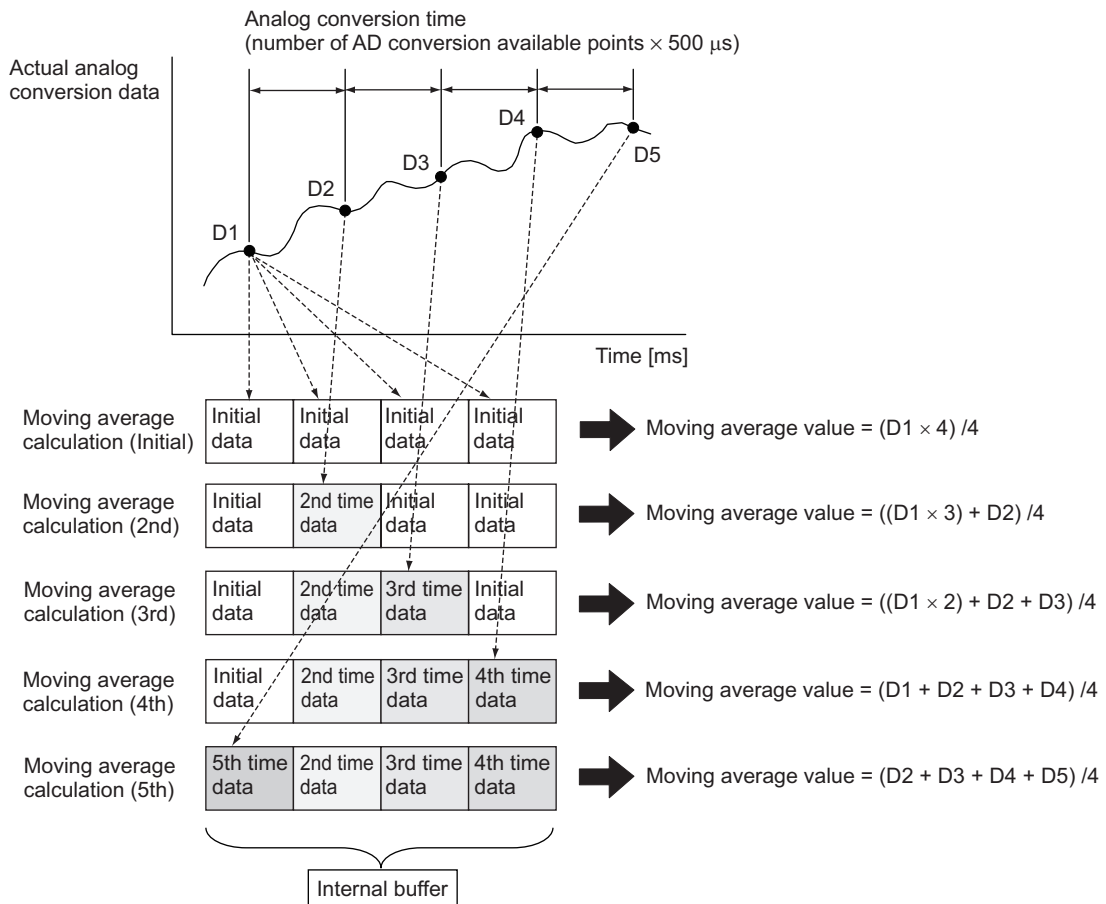 Analog conversion time
(number of AD conversion available points × 500 μs)
Actual analog
conversion data
D1
D2
D3
D4
D5
Time [ms]
Moving average
calculation (Initial)
Initial
data
Initial
data
Initial
data
Initial
data
Moving average value = (D1 × 4) /4
Moving average
calculation (2nd)
Initial
data
2nd time
data
Initial
data
Initial
data
Moving average value = ((D1 × 3) + D2) /4
Moving average
calculation (3rd)
Initial
data
2nd time
data
3rd time
data
Initial
data
Moving average value = ((D1 × 2) + D2 + D3) /4
Moving average
calculation (4th)
Initial
data
2nd time
data
3rd time
data
4th time
data
Moving average value = (D1 + D2 + D3 + D4) /4
Moving average
calculation (5th)
5th time
data
2nd time
data
3rd time
data
4th time
data
Moving average value = (D2 + D3 + D4 + D5) /4
Internal buffer